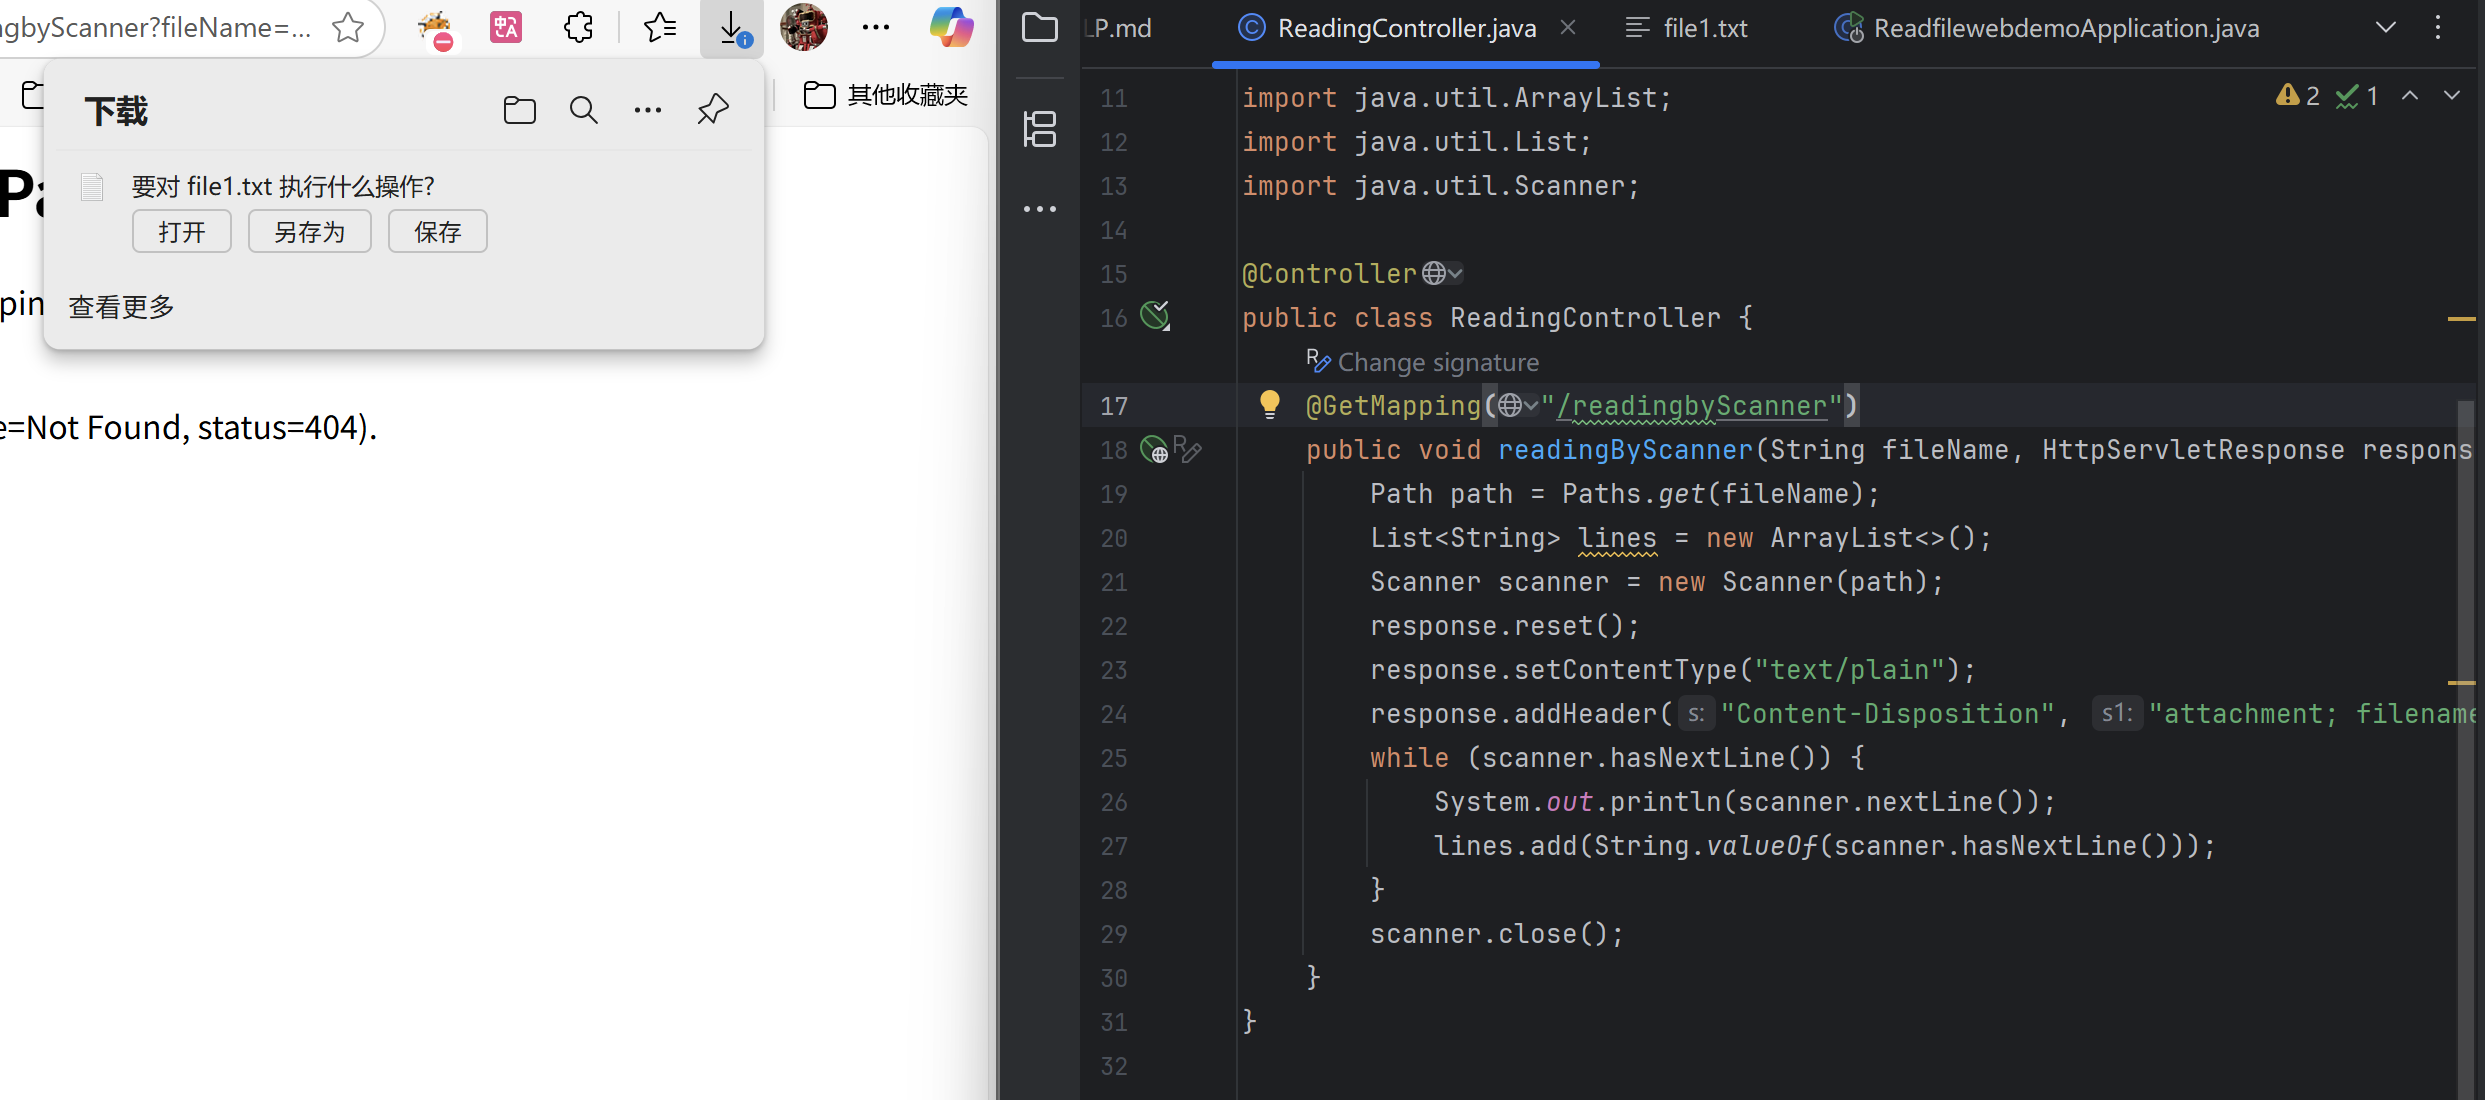 gbyScanner?fileName=...
下载
其他收藏夹
要对 file1.txt 执行什么操作?
打开 另存为 保存
查看更多
pin
e=Not Found, status=404).
LP.md ReadingController.java file1.txt ReadfilewebdemoApplication.java
2 1
11 import java.util.ArrayList;
12 import java.util.List;
13 import java.util.Scanner;
14
15 @Controller
16 public class ReadingController {
Change signature
17 @GetMapping("/readingbyScanner")
18 public void readingByScanner(String fileName, HttpServletResponse respons
19 Path path = Paths.get(fileName);
20 List<String> lines = new ArrayList<>();
21 Scanner scanner = new Scanner(path);
22 response.reset();
23 response.setContentType("text/plain");
24 response.addHeader( s: "Content-Disposition", s1: "attachment; filename
25 while (scanner.hasNextLine()) {
26 System.out.println(scanner.nextLine());
27 lines.add(String.valueOf(scanner.hasNextLine()));
28 }
29 scanner.close();
30 }
31 }
32